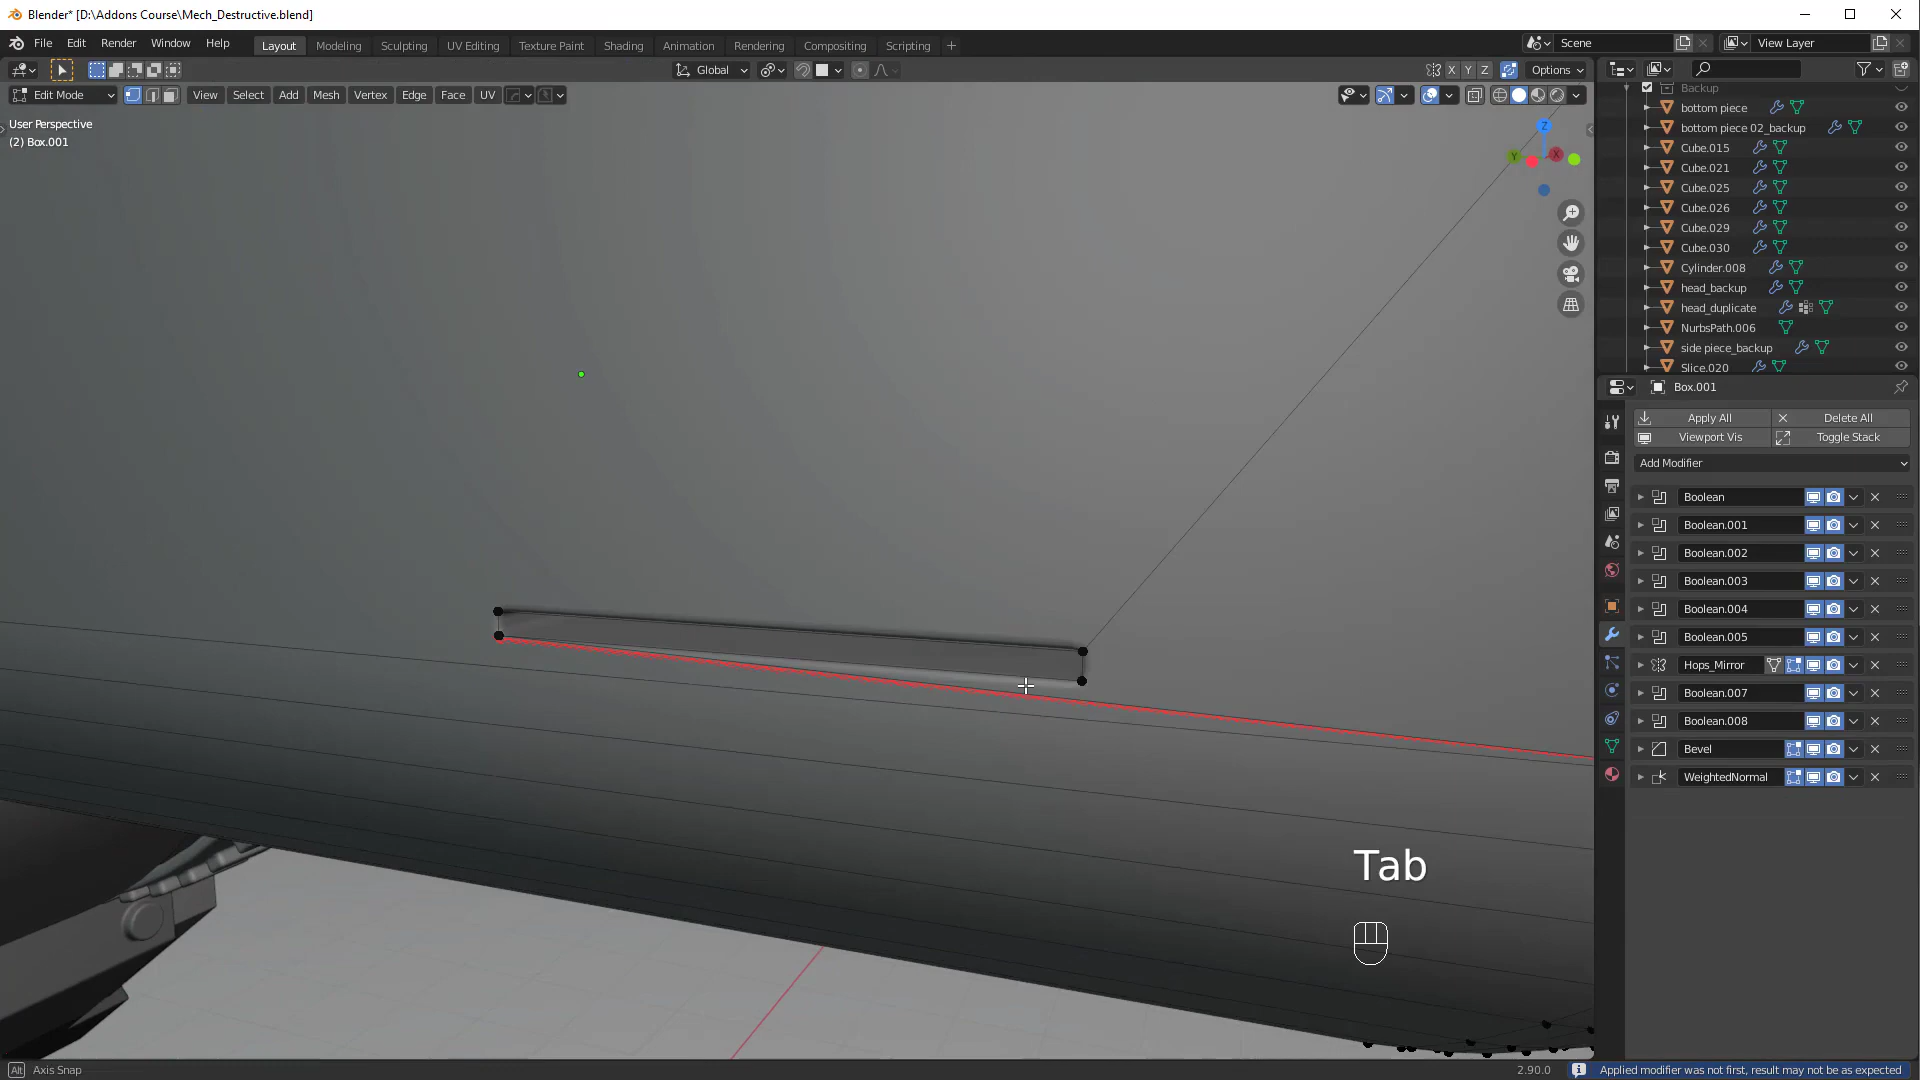 Blender* [D:\Addons Course\Mech_Destructive.blend]
File Edit Render Window Help
Layout Modeling Sculpting UV Editing Texture Paint Shading Animation Rendering Compositing Scripting +
Scene
View Layer
Global
X Y Z
Options
Edit Mode
View Select Add Mesh Vertex Edge Face UV
User Perspective
(2) Box.001
Z
Y
X
Backup
bottom piece
bottom piece 02_backup
Cube.015
Cube.021
Cube.025
Cube.026
Cube.029
Cube.030
Cylinder.008
head_backup
head_duplicate
NurbsPath.006
side piece_backup
Slice.020
Box.001
Apply All
Delete All
Viewport Vis
Toggle Stack
Add Modifier
Boolean
Boolean.001
Boolean.002
Boolean.003
Boolean.004
Boolean.005
Hops_Mirror
Boolean.007
Boolean.008
Bevel
WeightedNormal
Tab
Alt Axis Snap
2.90.0
Applied modifier was not first, result may not be as expected